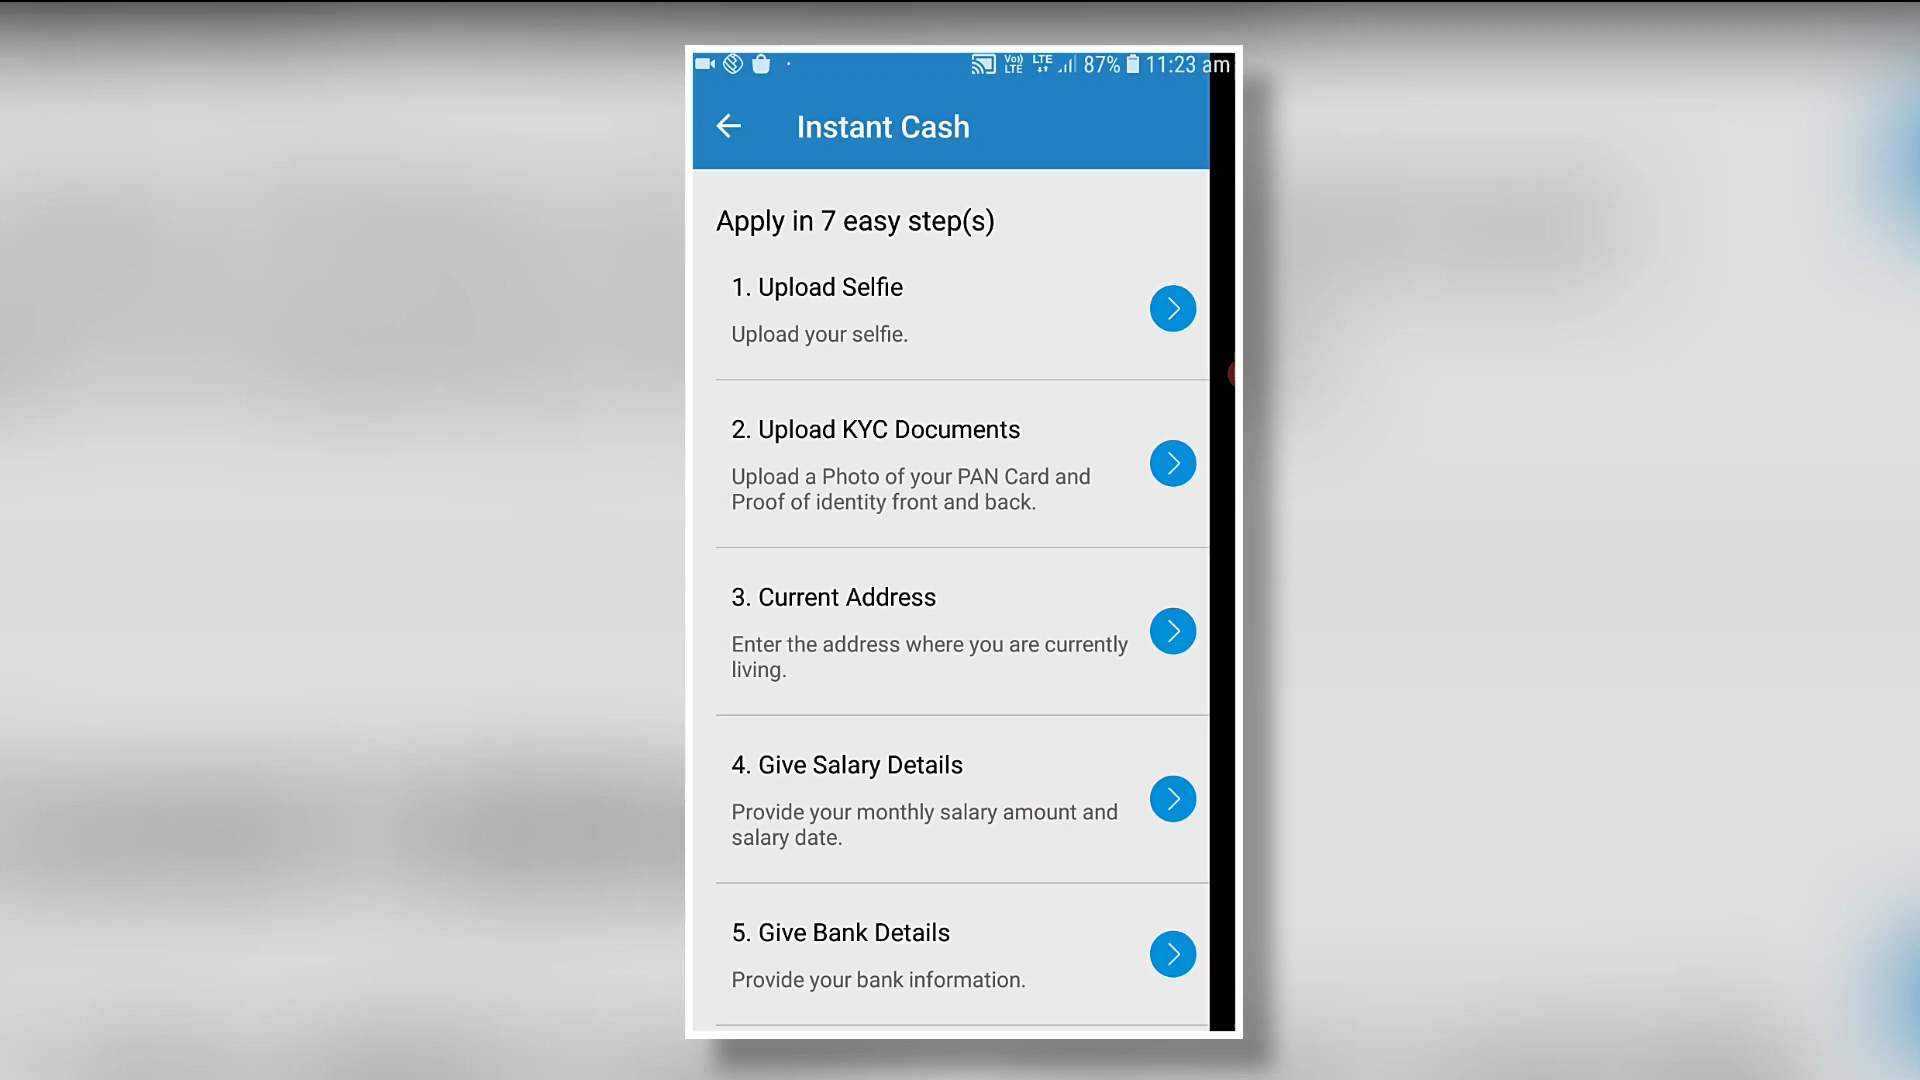 Vo)) LTE LTE 87% 11:23 am
Instant Cash
Apply in 7 easy step(s)
1. Upload Selfie
Upload your selfie.
2. Upload KYC Documents
Upload a Photo of your PAN Card and
Proof of identity front and back.
3. Current Address
Enter the address where you are currently
living.
4. Give Salary Details
Provide your monthly salary amount and
salary date.
5. Give Bank Details
Provide your bank information.